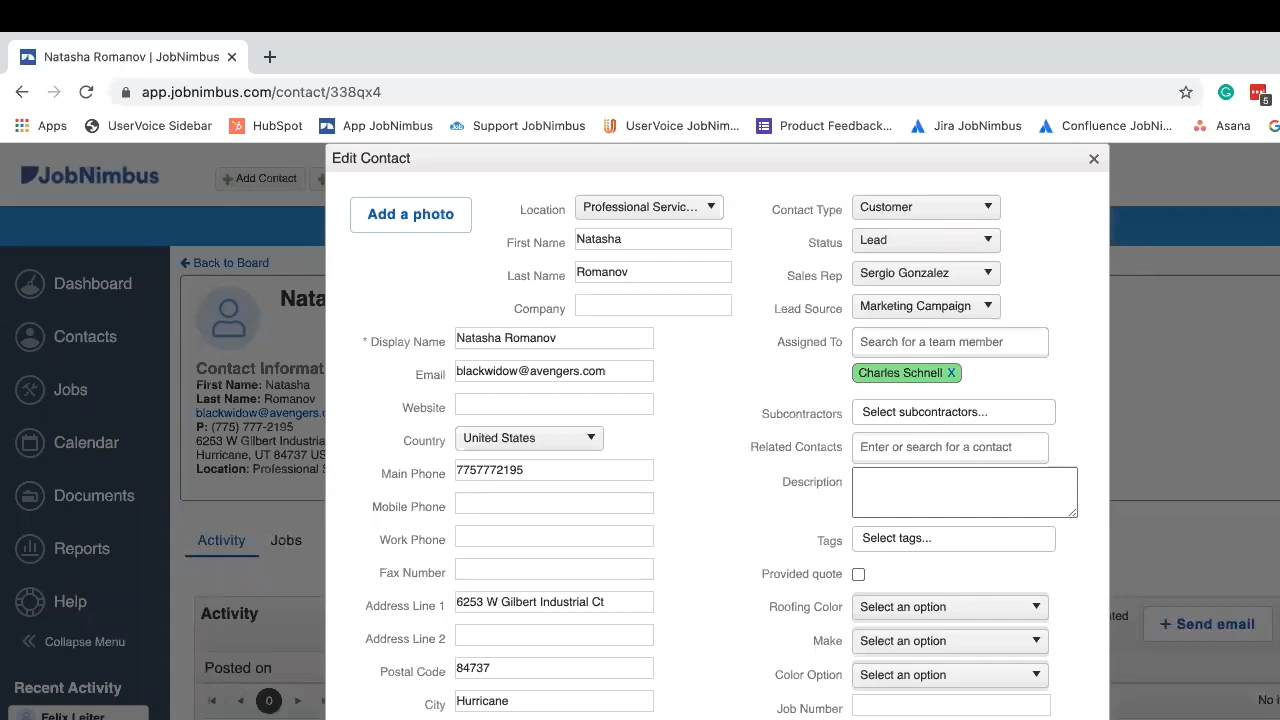 Natasha Romanov | JobNimbus
app.jobnimbus.com/contact/338qx4
5
Apps
UserVoice Sidebar
HubSpot
App JobNimbus
Support JobNimbus
UserVoice JobNim...
Product Feedback...
Jira JobNimbus
Confluence JobNi...
Asana
JobNimbus
Add Contact
Edit Contact
Back to Board
Dashboard
Contacts
Jobs
Calendar
Documents
Reports
Help
Collapse Menu
Recent Activity
Felix Leiter
Nata
Contact Informat
First Name: Natasha
Last Name: Romanov
blackwidow@avengers.c
P: (775) 777-2195
6253 W Gilbert Industria
Hurricane, UT 84737 US
Location: Professional S
Activity
Jobs
Activity
Posted on
0
Add a photo
Location Professional Servic...
First Name Natasha
Last Name Romanov
Company
* Display Name Natasha Romanov
Email blackwidow@avengers.com
Website
Country United States
Main Phone 7757772195
Mobile Phone
Work Phone
Fax Number
Address Line 1 6253 W Gilbert Industrial Ct
Address Line 2
Postal Code 84737
City Hurricane
Contact Type Customer
Status Lead
Sales Rep Sergio Gonzalez
Lead Source Marketing Campaign
Assigned To Search for a team member
Charles Schnell X
Subcontractors Select subcontractors...
Related Contacts Enter or search for a contact
Description
Tags Select tags...
Provided quote
Roofing Color Select an option
Make Select an option
Color Option Select an option
Job Number
ated
+ Send email
No i